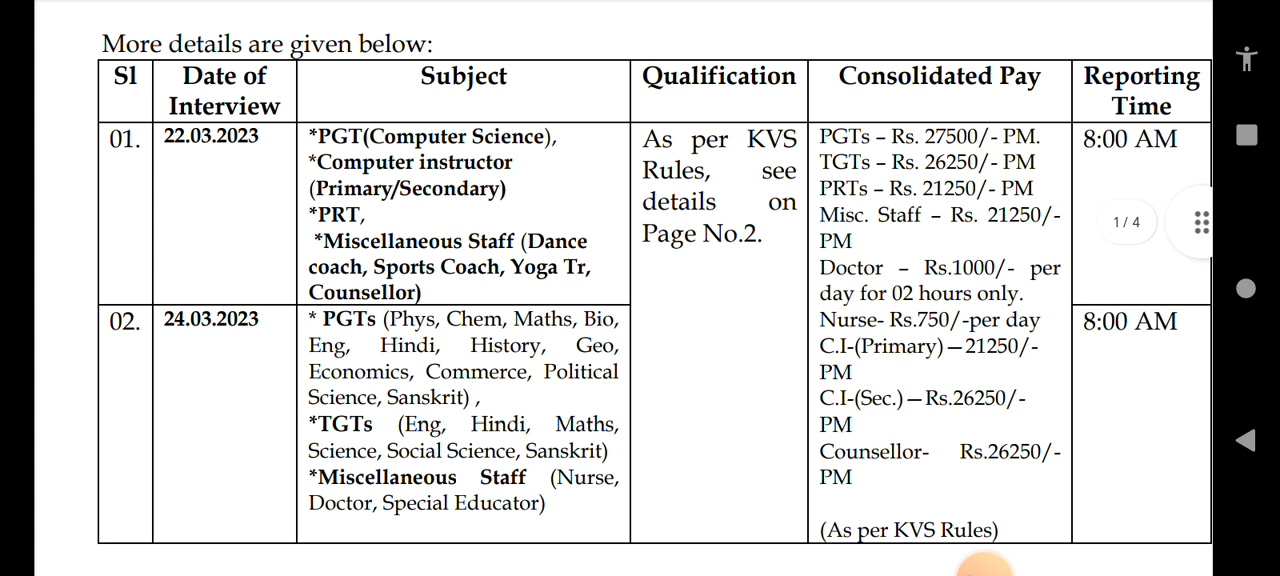 More details are given below:
Sl
Date of
Interview
Subject
Qualification
Consolidated Pay
Reporting
Time
01.
22.03.2023
*PGT(Computer Science),
*Computer instructor
(Primary/Secondary)
*PRT,
*Miscellaneous Staff (Dance
coach, Sports Coach, Yoga Tr,
Counsellor)
As per KVS
Rules, see
details on
Page No.2.
PGTs – Rs. 27500/- PM.
TGTs – Rs. 26250/- PM
PRTs – Rs. 21250/- PM
Misc. Staff – Rs. 21250/-
PM
Doctor – Rs.1000/- per
day for 02 hours only.
Nurse- Rs.750/-per day
C.I-(Primary) – 21250/-
PM
C.I-(Sec.) – Rs.26250/-
PM
Counsellor- Rs.26250/-
PM
(As per KVS Rules)
8:00 AM
1 / 4
02.
24.03.2023
* PGTs (Phys, Chem, Maths, Bio,
Eng, Hindi, History, Geo,
Economics, Commerce, Political
Science, Sanskrit) ,
*TGTs (Eng, Hindi, Maths,
Science, Social Science, Sanskrit)
*Miscellaneous Staff (Nurse,
Doctor, Special Educator)
8:00 AM